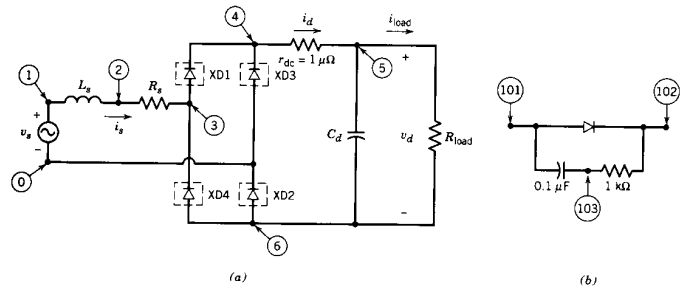 4
i_d
i_load
r_dc = 1 μΩ
5
+
XD1
XD3
1
2
L_s
R_s
3
i_s
+
v_s
−
0
C_d
v_d
R_load
XD4
XD2
−
6
(a)
101
102
0.1 μF
1 kΩ
103
(b)